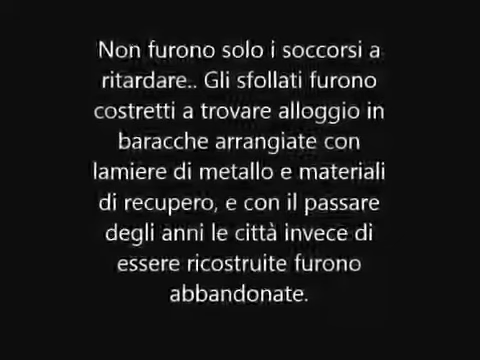 Non furono solo i soccorsi a
ritardare.. Gli sfollati furono
costretti a trovare alloggio in
baracche arrangiate con
lamiere di metallo e materiali
di recupero, e con il passare
degli anni le città invece di
essere ricostruite furono
abbandonate.